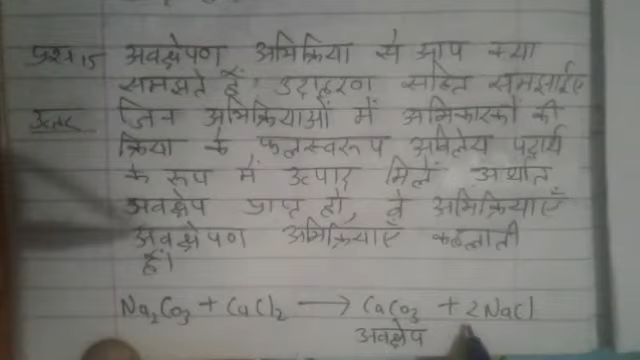 प्रश्न 15 अवक्षेपण अभिक्रिया से आप क्या
समझते हैं उदाहरण सहित समझाईए
उत्तर जिन अभिक्रियाओं में अभिकारकों की
क्रिया के फलस्वरूप अविलेय पदार्थ
के रूप में उत्पाद मिलें अर्थात
अवक्षेप प्राप्त हो, वे अभिक्रियाएँ
अवक्षेपण अभिक्रियाएँ कहलाती
हैं।
Na₂CO₃ + CaCl₂ ⟶ CaCO₃ + 2NaCl
अवक्षेप